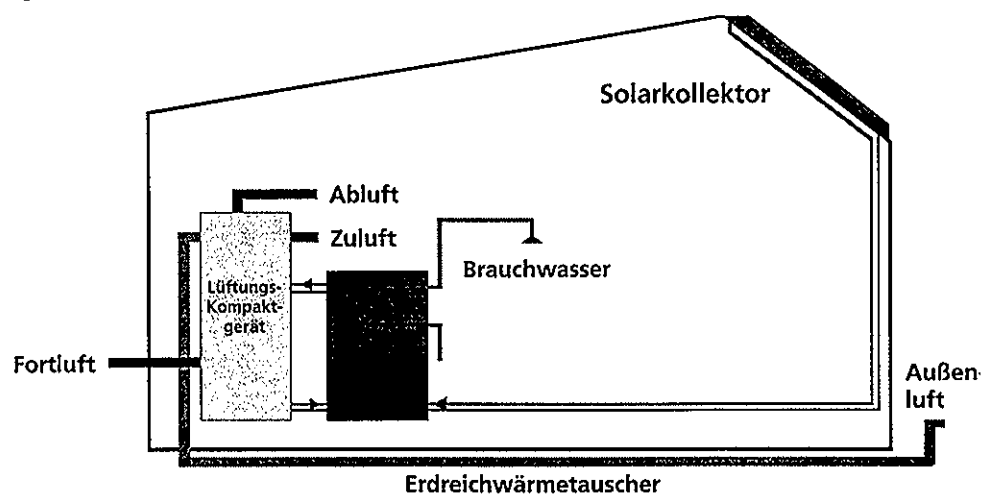 Solarkollektor
Abluft
Zuluft
Brauchwasser
Lüftungs-
Kompakt-
gerät
Fortluft
Außen-
luft
Erdreichwärmetauscher